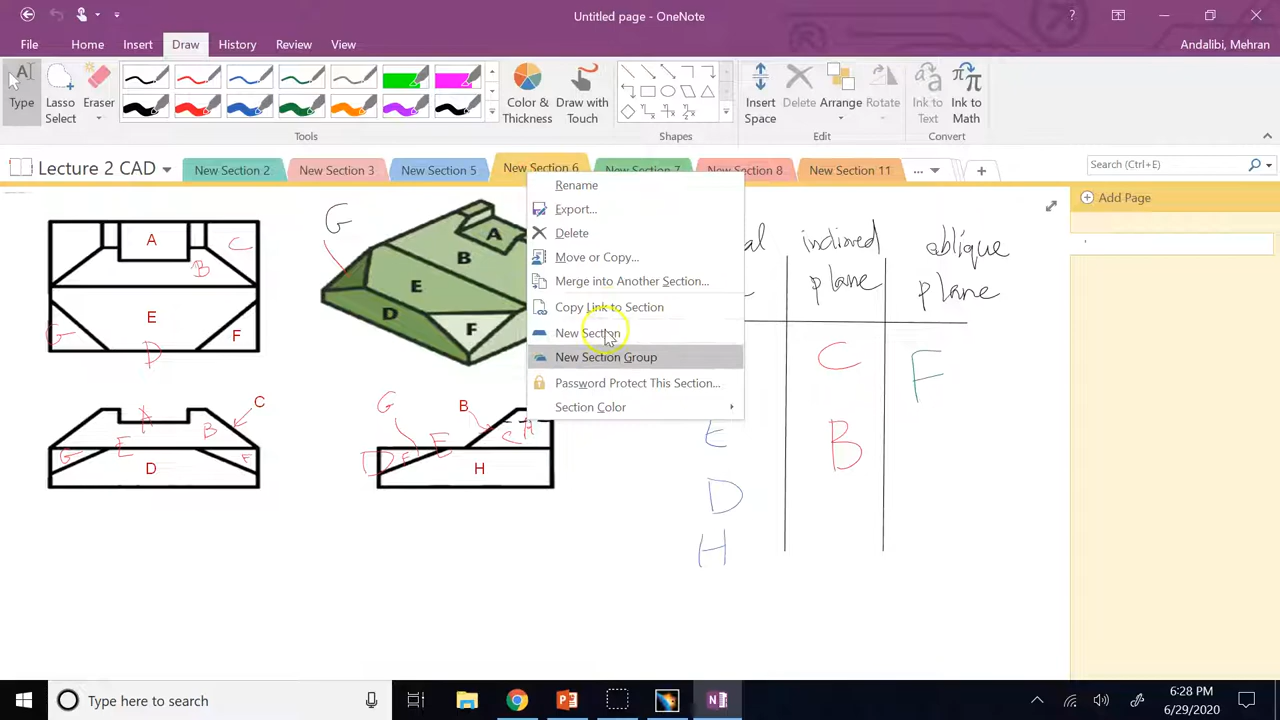 Untitled page - OneNote
?
File
Home
Insert
Draw
History
Review
View
Andalibi, Mehran
Type
Lasso Select
Eraser
Color & Thickness
Draw with Touch
Insert Space
Delete
Arrange
Rotate
Ink to Text
Ink to Math
Tools
Shapes
Edit
Convert
Lecture 2 CAD
New Section 2
New Section 3
New Section 5
New Section 6
New Section 7
New Section 8
New Section 11
...
Search (Ctrl+E)
Add Page
Rename
Export...
Delete
Move or Copy...
Merge into Another Section...
Copy Link to Section
New Section
New Section Group
Password Protect This Section...
Section Color
A
C
B
E
G
D
F
G
A
B
E
D
F
al
inclined
plane
oblique
plane
C
F
E
B
D
H
A
C
B
G
E
F
D
G
B
E
C
A
D
F
H
Type here to search
6:28 PM
6/29/2020